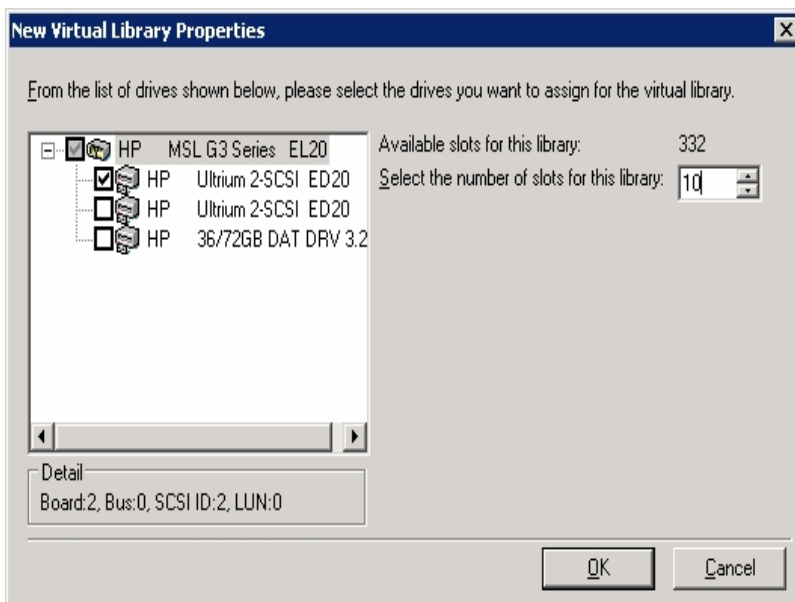 New Virtual Library Properties
From the list of drives shown below, please select the drives you want to assign for the virtual library.
HP MSL G3 Series EL20
HP Ultrium 2-SCSI ED20
HP Ultrium 2-SCSI ED20
HP 36/72GB DAT DRV 3.2
Available slots for this library: 332
Select the number of slots for this library: 10
Detail
Board:2, Bus:0, SCSI ID:2, LUN:0
OK Cancel